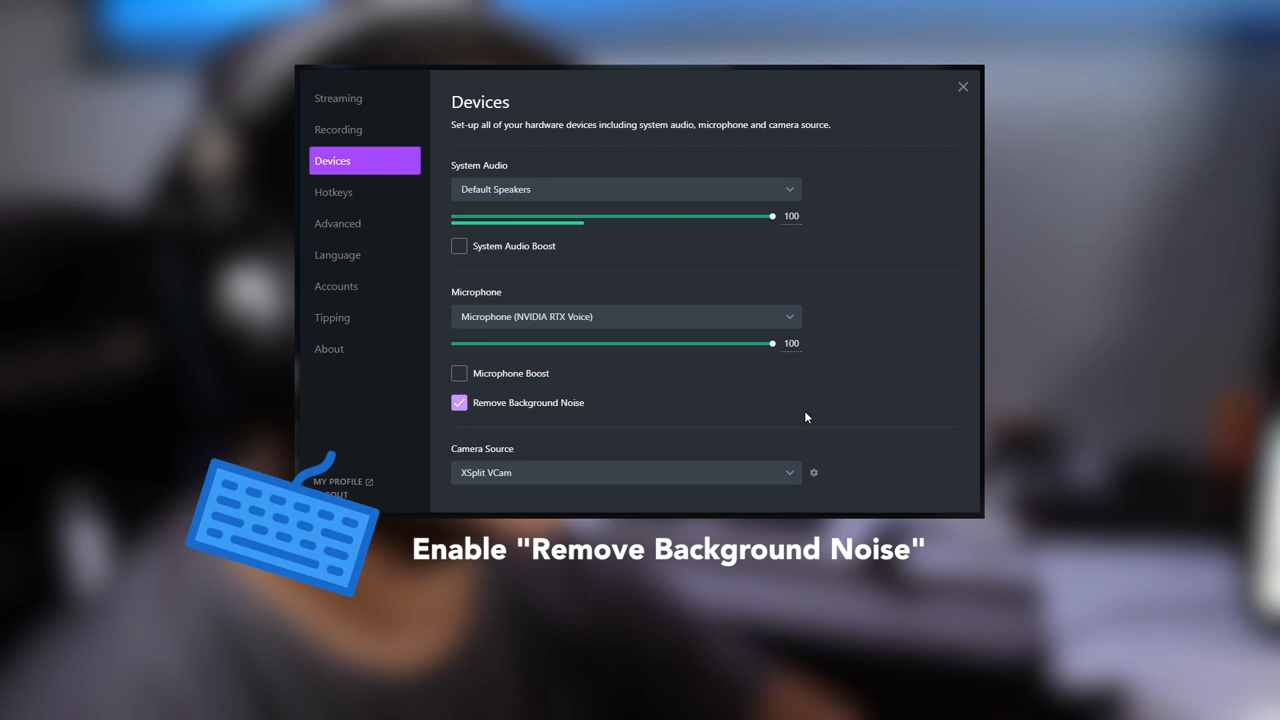 Streaming
Recording
Devices
Hotkeys
Advanced
Language
Accounts
Tipping
About
MY PROFILE
Devices
Set-up all of your hardware devices including system audio, microphone and camera source.
System Audio
Default Speakers
100
System Audio Boost
Microphone
Microphone (NVIDIA RTX Voice)
100
Microphone Boost
Remove Background Noise
Camera Source
XSplit VCam
Enable "Remove Background Noise"